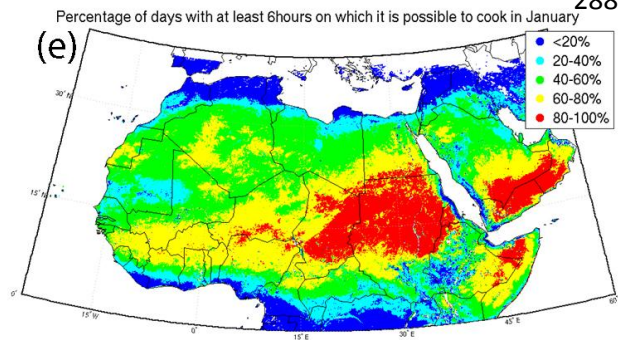 288
Percentage of days with at least 6hours on which it is possible to cook in January
(e)
<20%
20-40%
40-60%
60-80%
80-100%
30° N
15° N
0°
15° W
0°
15° E
30° E
45° E
60°